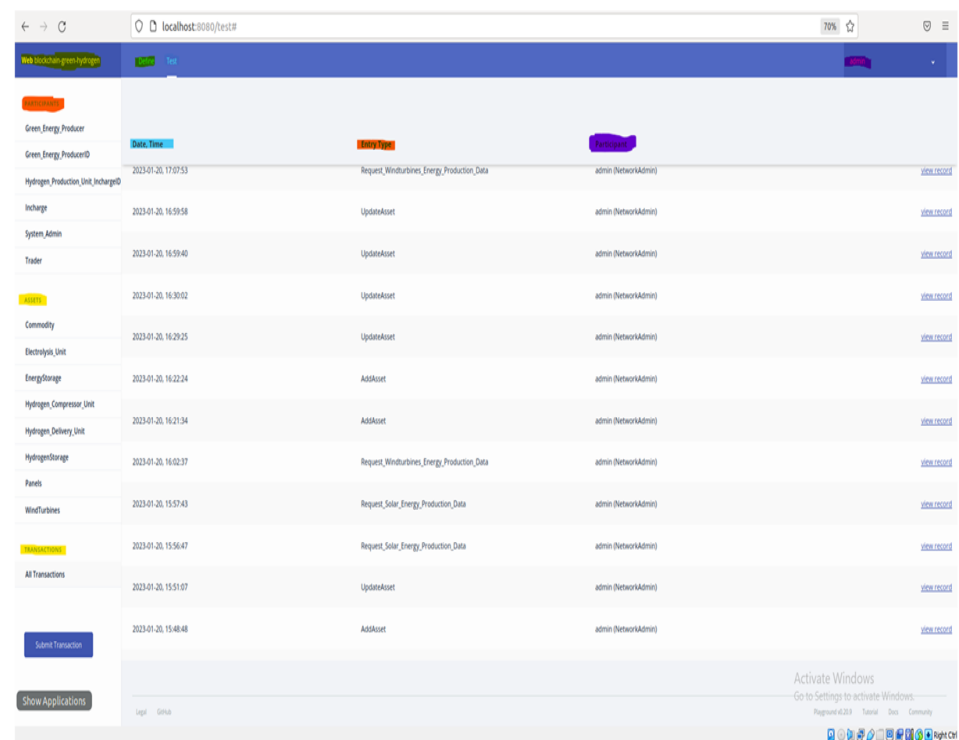 localhost:8080/test#
70%
Web blockchain-green-hydrogen
Define
Test
admin
PARTICIPANTS
Green_Energy_Producer
Green_Energy_ProducerID
Hydrogen_Production_Unit_InchargeID
Incharge
System_Admin
Trader
ASSETS
Commodity
Electrolysis_Unit
EnergyStorage
Hydrogen_Compressor_Unit
Hydrogen_Delivery_Unit
HydrogenStorage
Panels
WindTurbines
TRANSACTIONS
All Transactions
Submit Transaction
Show Applications
Date, Time Entry Type Participant
2023-01-20, 17:07:53 Request_Windturbines_Energy_Production_Data admin (NetworkAdmin) view record
2023-01-20, 16:59:58 UpdateAsset admin (NetworkAdmin) view record
2023-01-20, 16:59:40 UpdateAsset admin (NetworkAdmin) view record
2023-01-20, 16:30:02 UpdateAsset admin (NetworkAdmin) view record
2023-01-20, 16:29:25 UpdateAsset admin (NetworkAdmin) view record
2023-01-20, 16:22:24 AddAsset admin (NetworkAdmin) view record
2023-01-20, 16:21:34 AddAsset admin (NetworkAdmin) view record
2023-01-20, 16:02:37 Request_Windturbines_Energy_Production_Data admin (NetworkAdmin) view record
2023-01-20, 15:57:43 Request_Solar_Energy_Production_Data admin (NetworkAdmin) view record
2023-01-20, 15:56:47 Request_Solar_Energy_Production_Data admin (NetworkAdmin) view record
2023-01-20, 15:51:07 UpdateAsset admin (NetworkAdmin) view record
2023-01-20, 15:48:48 AddAsset admin (NetworkAdmin) view record
Activate Windows
Go to Settings to activate Windows.
Legal GitHub Playground v0.20.9 Tutorial Docs Community
Right Ctrl